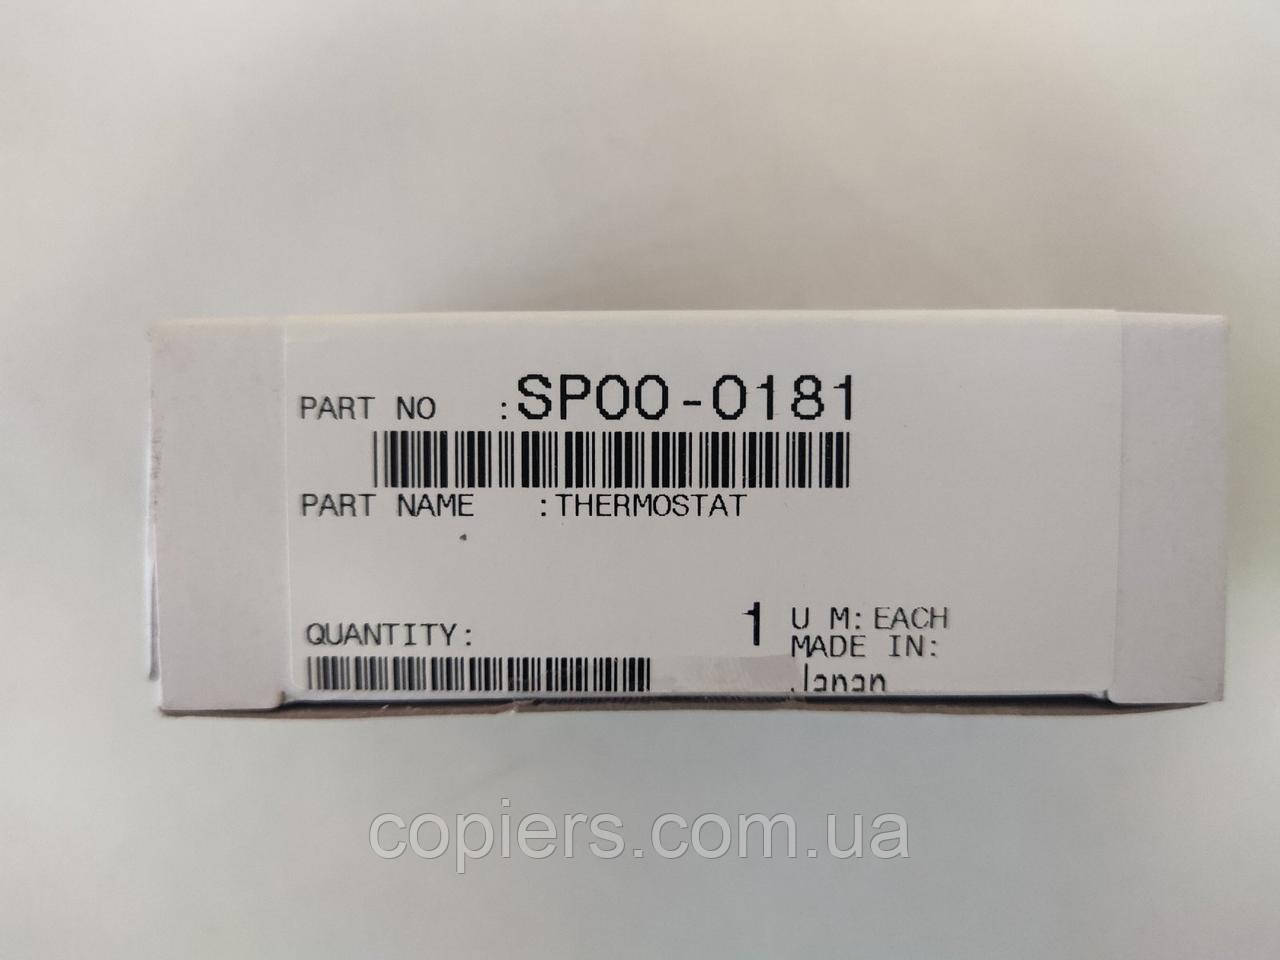 PART NO :SP00-0181
PART NAME :THERMOSTAT
QUANTITY: 1 U M: EACH
MADE IN:
Japan
copiers.com.ua